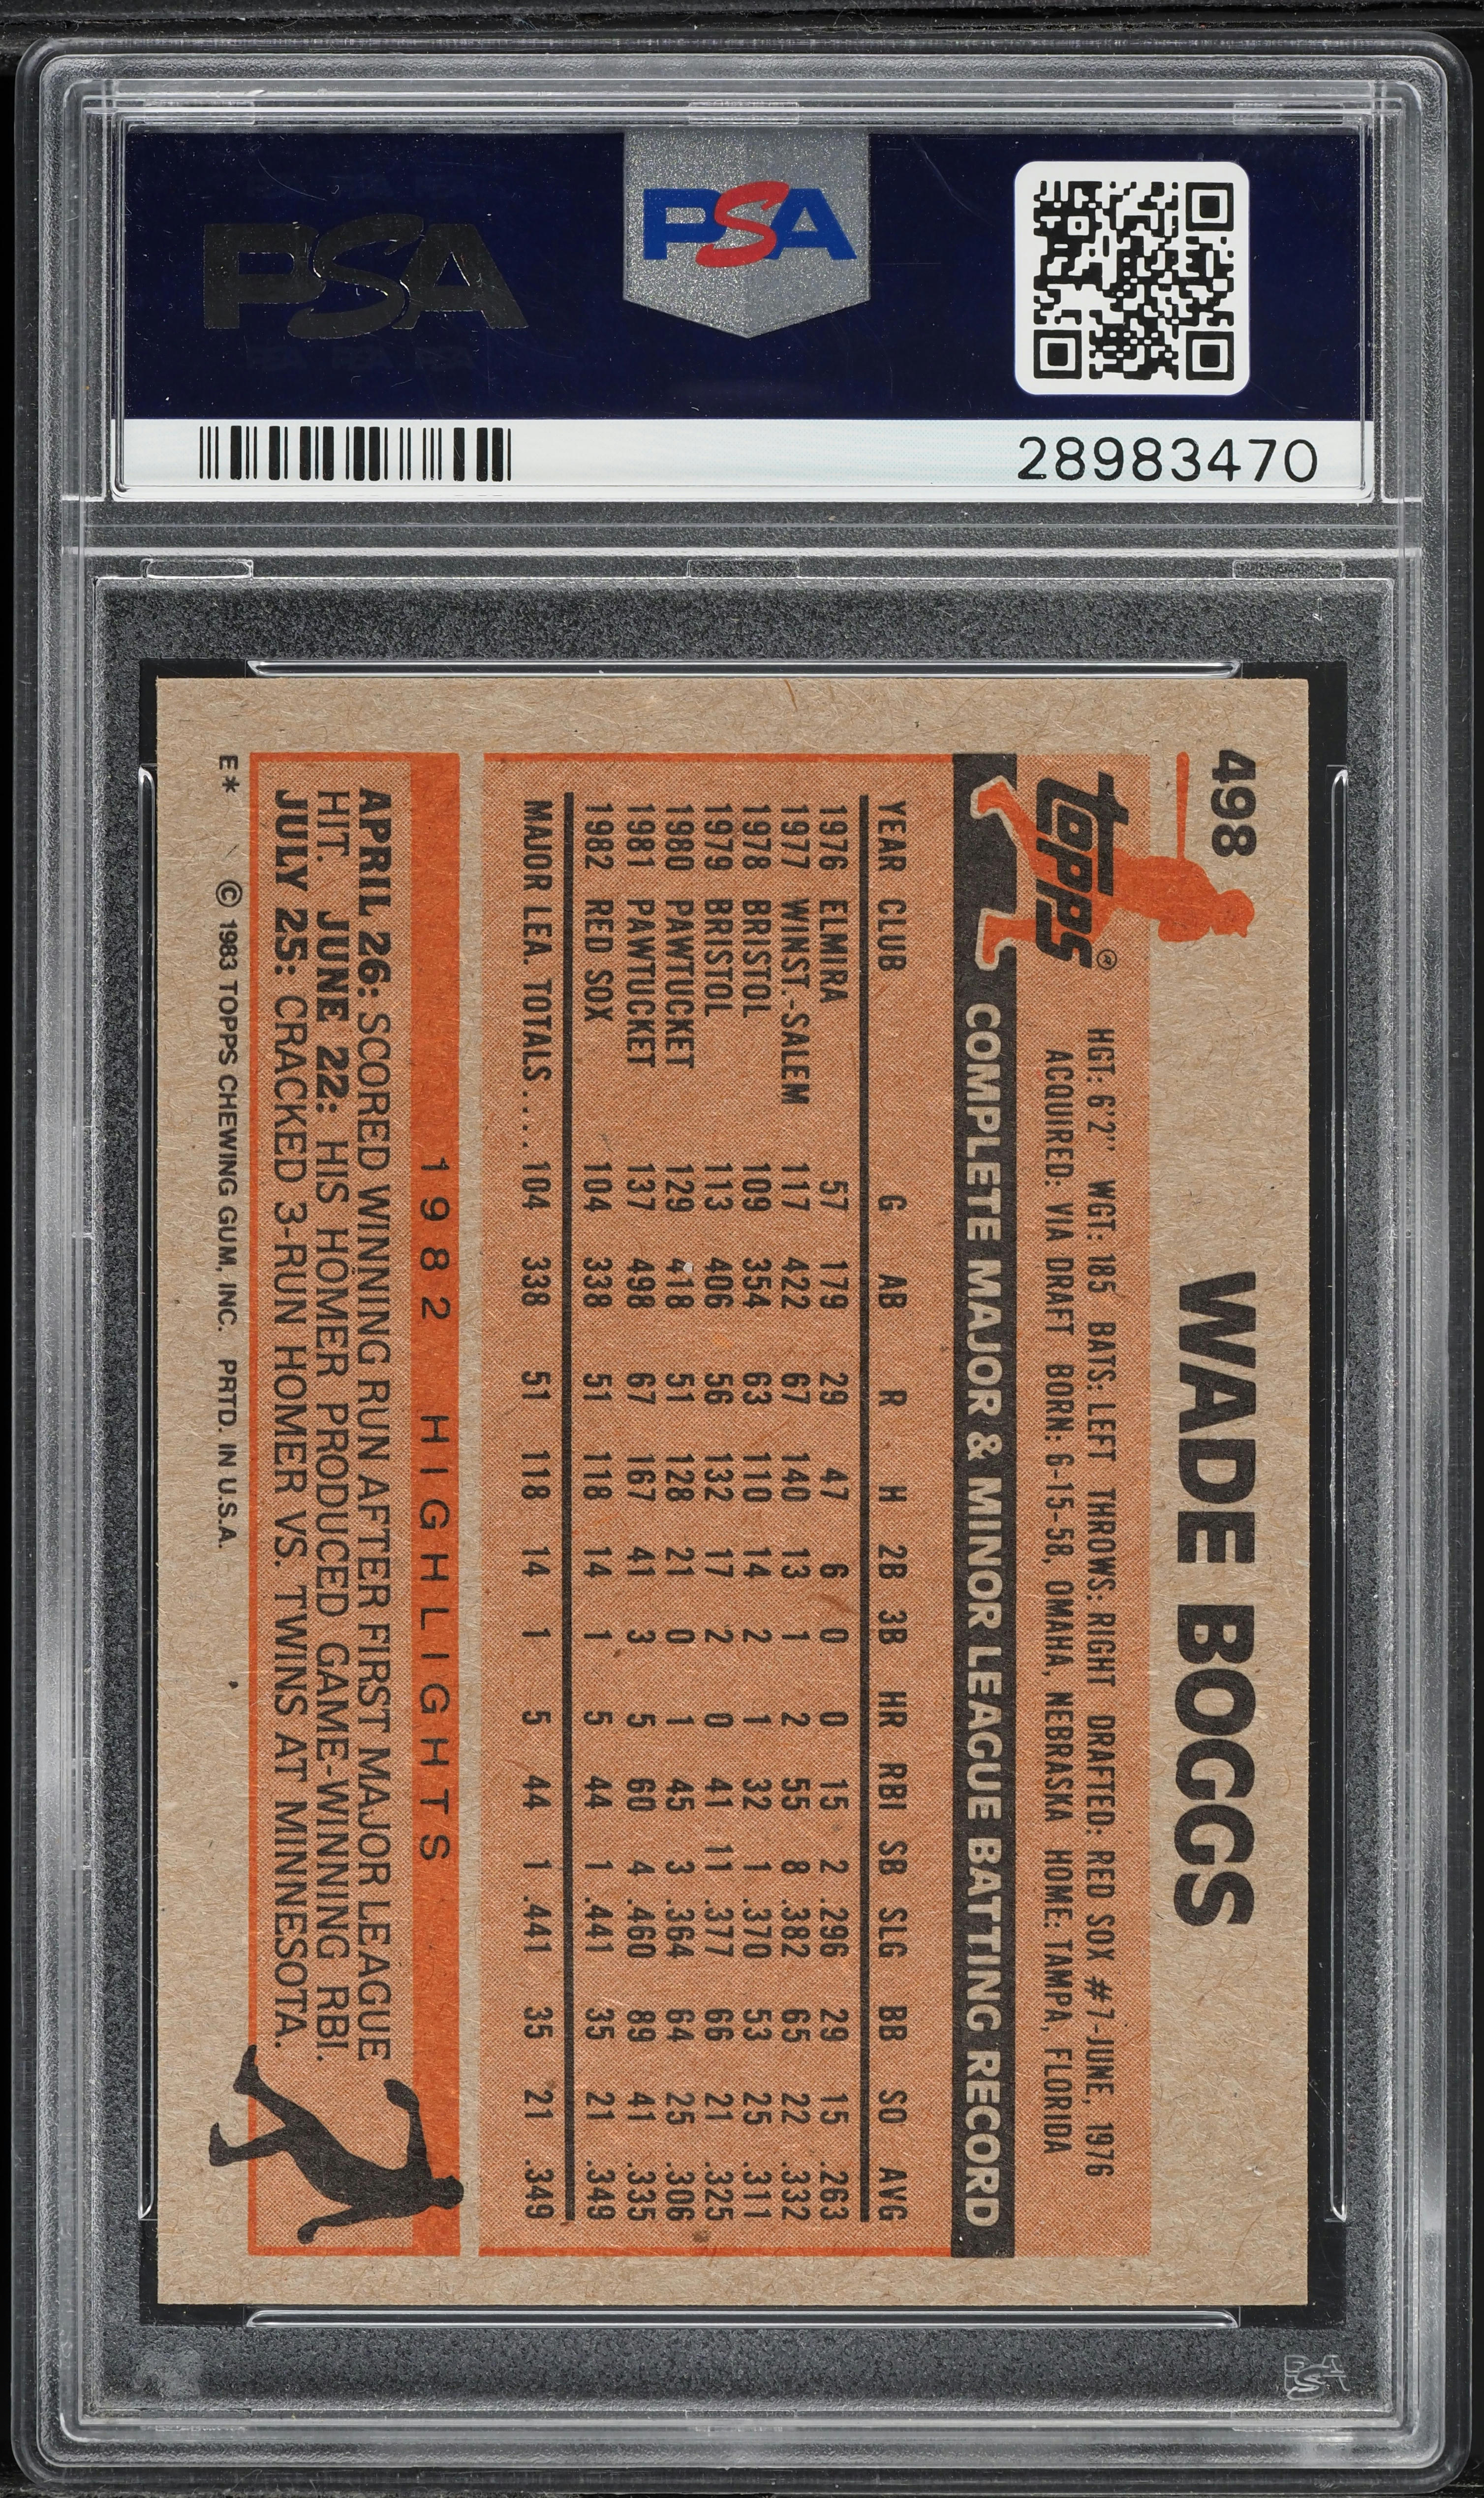 PSA
PSA
28983470
498
WADE BOGGS
topps®
HGT: 6'2" WGT: 185 BATS: LEFT THROWS: RIGHT DRAFTED: RED SOX #7-JUNE, 1976
ACQUIRED: VIA DRAFT BORN: 6-15-58, OMAHA, NEBRASKA HOME: TAMPA, FLORIDA
COMPLETE MAJOR & MINOR LEAGUE BATTING RECORD
YEAR CLUB G AB R H 2B 3B HR RBI SB SLG BB SO AVG
1976 ELMIRA 57 179 29 47 6 0 0 15 2 .296 29 15 .263
1977 WINST.-SALEM 117 422 67 140 13 1 2 55 8 .382 65 22 .332
1978 BRISTOL 109 354 63 110 14 2 1 32 1 .370 53 25 .311
1979 BRISTOL 113 406 56 132 17 2 0 41 11 .377 66 21 .325
1980 PAWTUCKET 129 418 51 128 21 0 1 45 3 .364 64 25 .306
1981 PAWTUCKET 137 498 67 167 41 3 5 60 4 .460 89 41 .335
1982 RED SOX 104 338 51 118 14 1 5 44 1 .441 35 21 .349
MAJOR LEA. TOTALS.... 104 338 51 118 14 1 5 44 1 .441 35 21 .349
1982 HIGHLIGHTS
APRIL 26: SCORED WINNING RUN AFTER FIRST MAJOR LEAGUE
HIT. JUNE 22: HIS HOMER PRODUCED GAME-WINNING RBI.
JULY 25: CRACKED 3-RUN HOMER VS. TWINS AT MINNESOTA.
E* © 1983 TOPPS CHEWING GUM, INC. PRTD. IN U.S.A.
PSA